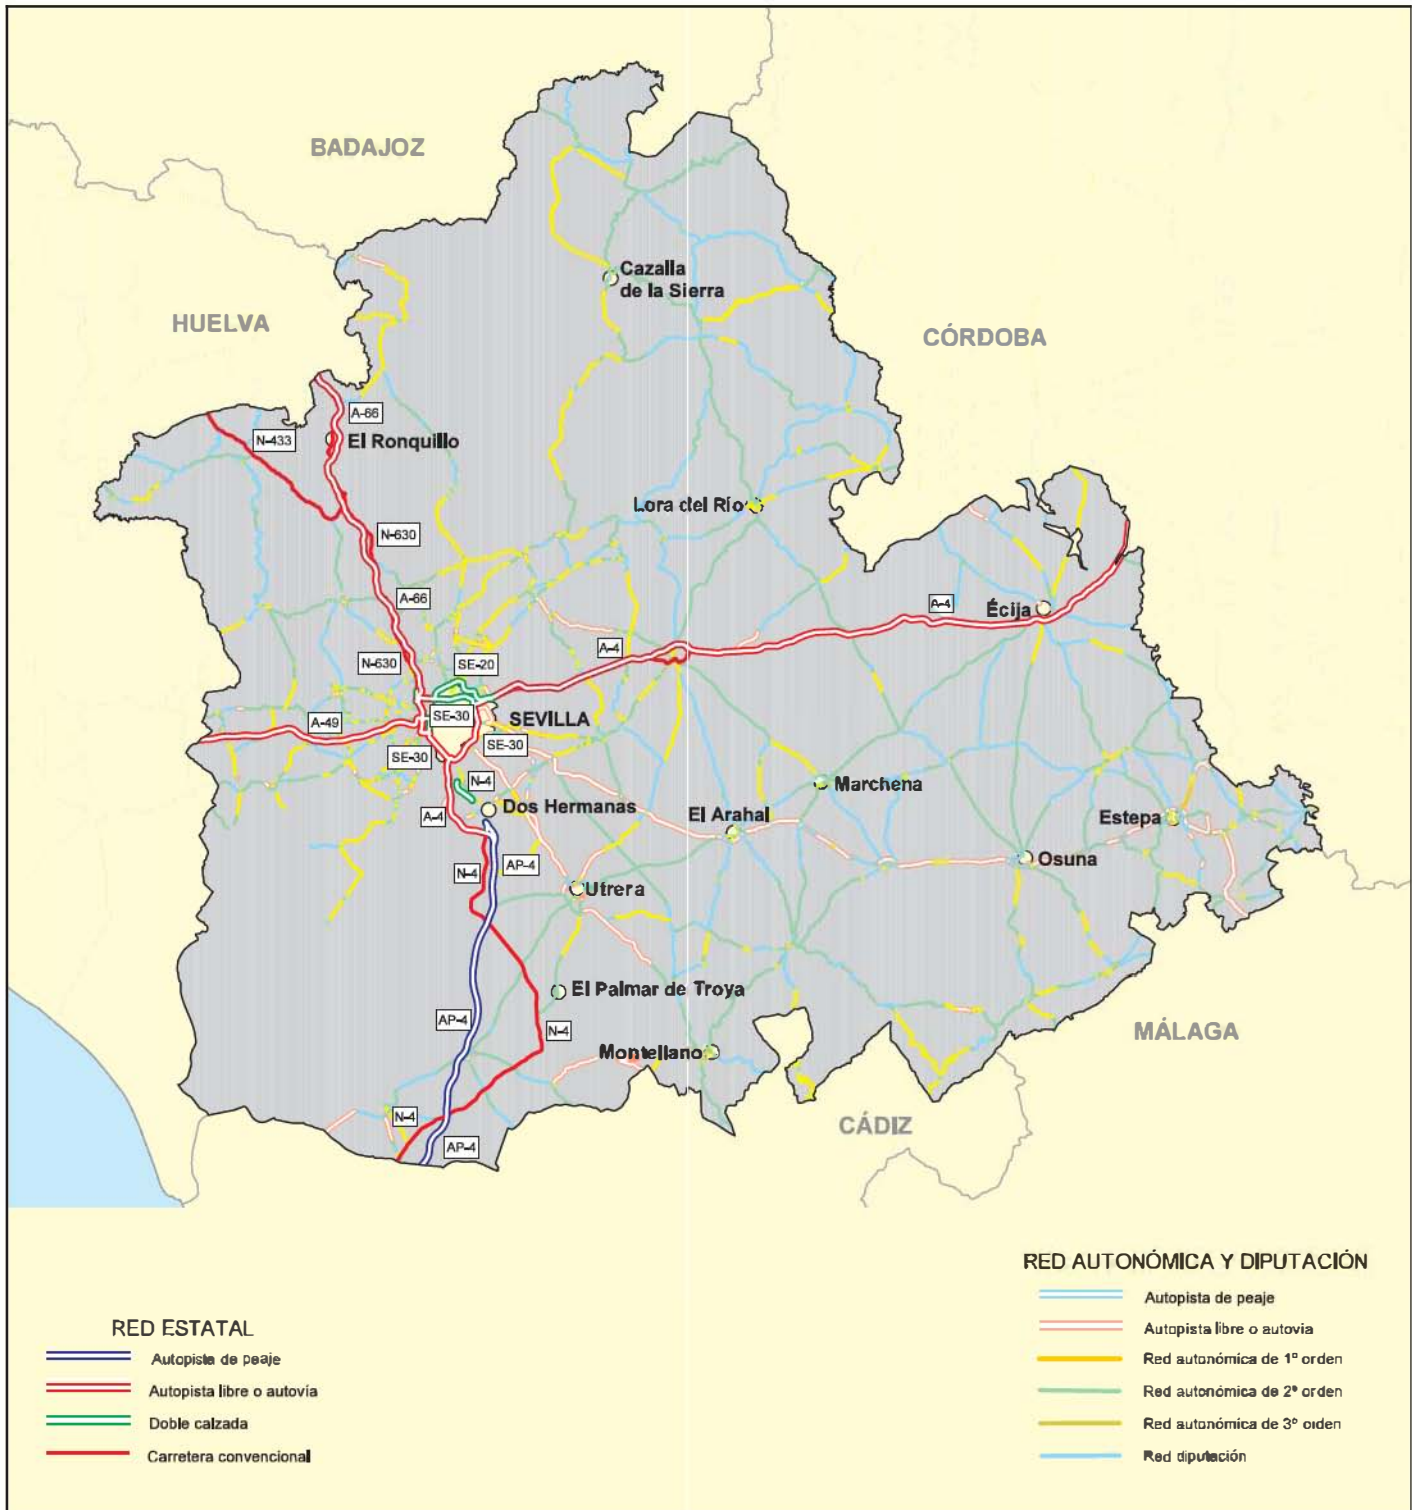 BADAJOZ
Cazalla
de la Sierra
HUELVA
CÓRDOBA
A-66
N-433
El Ronquillo
Lora del Río
N-630
A-66
A-4
Écija
A-4
N-630
SE-20
SE-30
A-49
SEVILLA
SE-30
SE-30
N-4
Marchena
Dos Hermanas
A-4
El Arahal
Estepa
Osuna
AP-4
N-4
Utrera
El Palmar de Troya
AP-4
N-4
MÁLAGA
Montellano
N-4
CÁDIZ
AP-4
RED ESTATAL
Autopista de peaje
Autopista libre o autovía
Doble calzada
Carretera convencional
RED AUTONÓMICA Y DIPUTACIÓN
Autopista de peaje
Autopista libre o autovia
Red autonómica de 1º orden
Red autonómica de 2º orden
Red autonómica de 3º orden
Red diputación